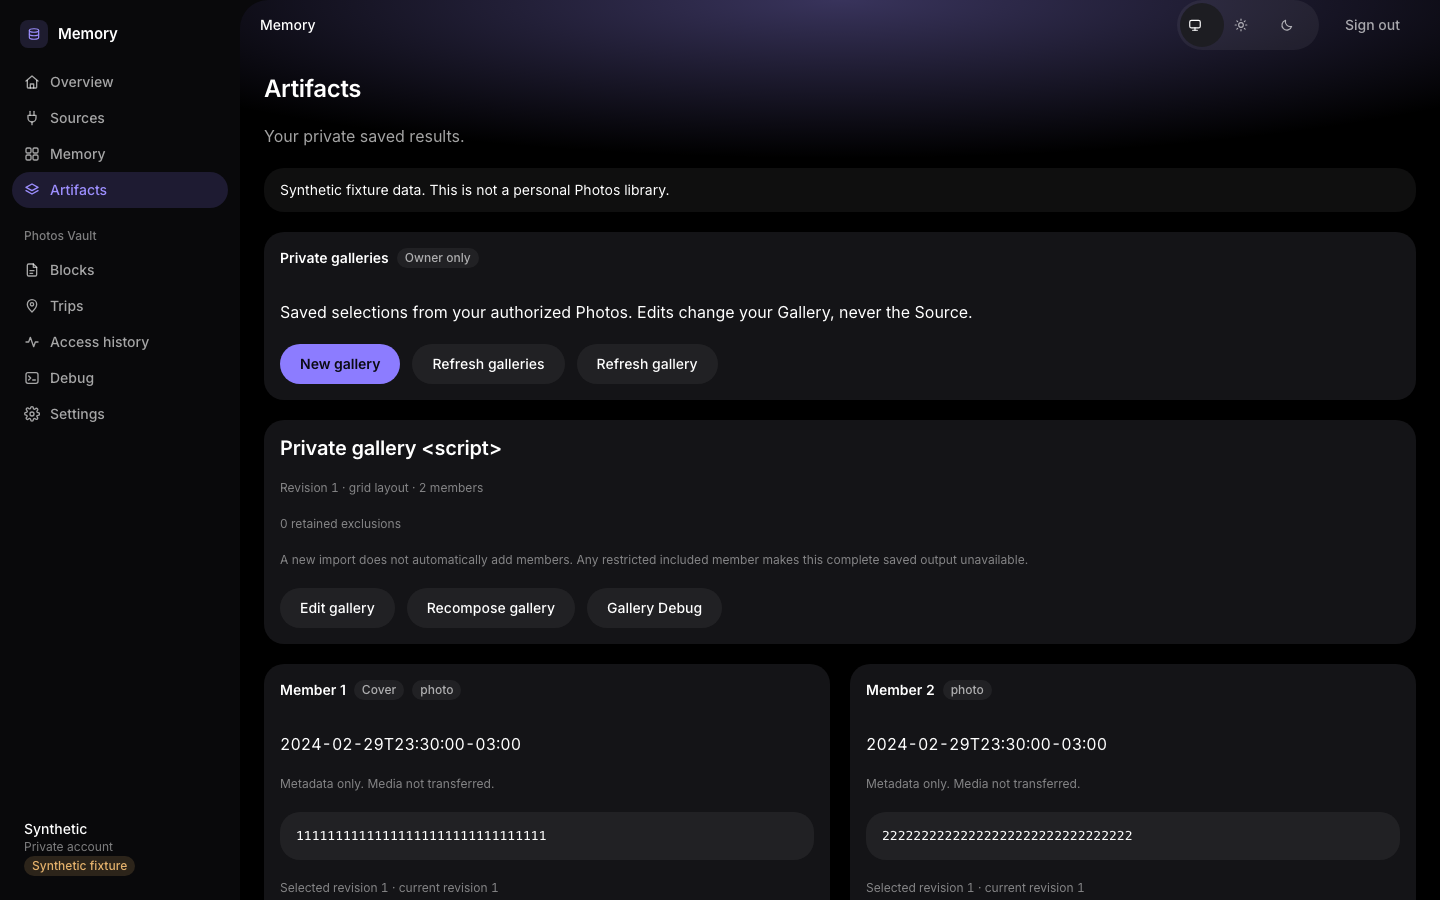 Memory
Overview
Sources
Memory
Artifacts
Photos Vault
Blocks
Trips
Access history
Debug
Settings
Synthetic
Private account
Synthetic fixture
Memory
Sign out
Artifacts
Your private saved results.
Synthetic fixture data. This is not a personal Photos library.
Private galleries Owner only
Saved selections from your authorized Photos. Edits change your Gallery, never the Source.
New gallery Refresh galleries Refresh gallery
Private gallery <script>
Revision 1 · grid layout · 2 members
0 retained exclusions
A new import does not automatically add members. Any restricted included member makes this complete saved output unavailable.
Edit gallery Recompose gallery Gallery Debug
Member 1 Cover photo
2024-02-29T23:30:00-03:00
Metadata only. Media not transferred.
11111111111111111111111111111111
Selected revision 1 · current revision 1
Member 2 photo
2024-02-29T23:30:00-03:00
Metadata only. Media not transferred.
22222222222222222222222222222222
Selected revision 1 · current revision 1